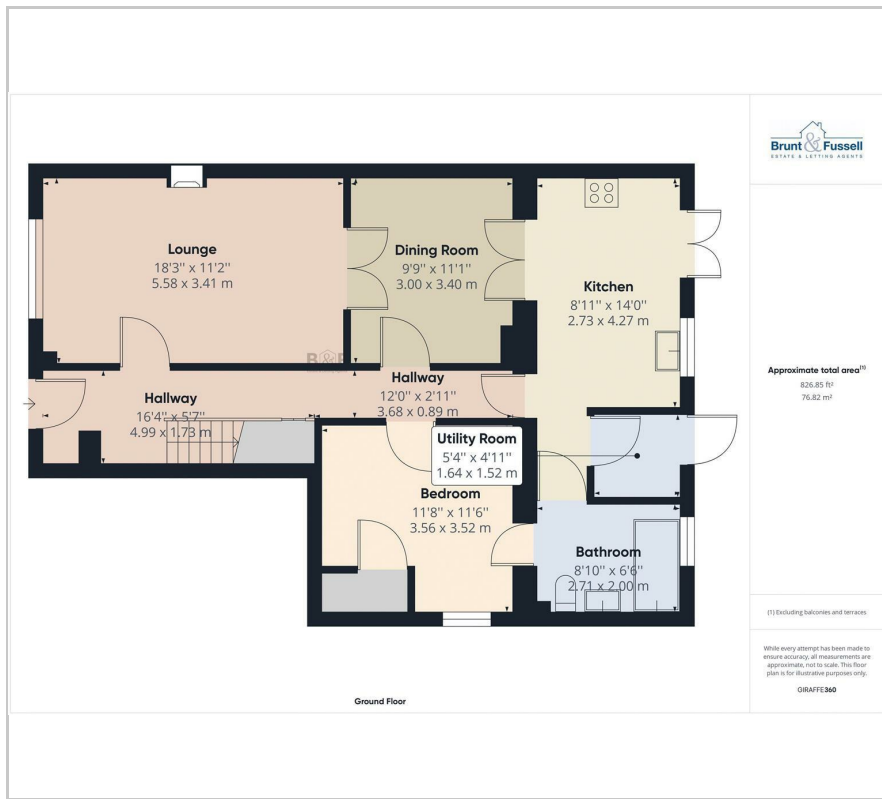 Brunt & Fussell
ESTATE & LETTING AGENTS
Lounge
18'3'' x 11'2''
5.58 x 3.41 m
Dining Room
9'9'' x 11'1''
3.00 x 3.40 m
Kitchen
8'11'' x 14'0''
2.73 x 4.27 m
B&F
Hallway
16'4'' x 5'7''
4.99 x 1.73 m
Hallway
12'0'' x 2'11''
3.68 x 0.89 m
Utility Room
5'4'' x 4'11''
1.64 x 1.52 m
Bedroom
11'8'' x 11'6''
3.56 x 3.52 m
Bathroom
8'10'' x 6'6''
2.71 x 2.00 m
Ground Floor
Approximate total area(1)
826.85 ft²
76.82 m²
(1) Excluding balconies and terraces
While every attempt has been made to
ensure accuracy, all measurements are
approximate, not to scale. This floor
plan is for illustrative purposes only.
GIRAFFE360